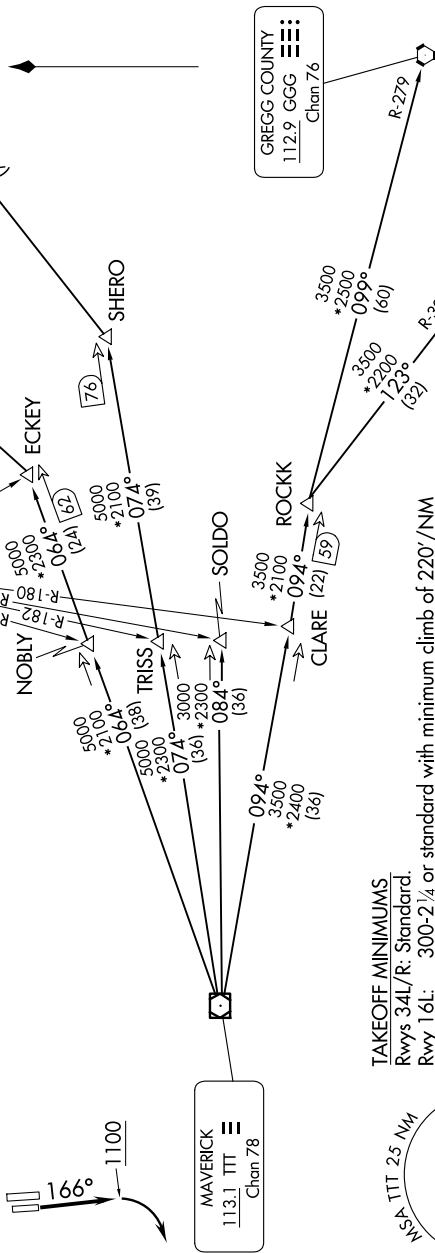 GREGG COUNTY
112.9 GGG
Chan 76
R-279
3500
*2500
099°
(60)
3500
*2200
123°
(32)
SHERO
76
ECKEY
62
5000
*2300
064°
(24)
5000
*2100
074°
(39)
R-180
R-182
NOBLY
TRISS
SOLDO
ROCKK
59
3500
*2100
094°
(22)
CLARE
5000
*2100
064°
(38)
5000
*2300
074°
(36)
3000
*2300
084°
(36)
094°
3500
*2400
(36)
MAVERICK
113.1 TTT
Chan 78
166°
1100
TAKEOFF MINIMUMS
Rwys 34L/R: Standard.
Rwy 16L: 300-2¼ or standard with minimum climb of 220'/NM
MSA TTT 25 NM